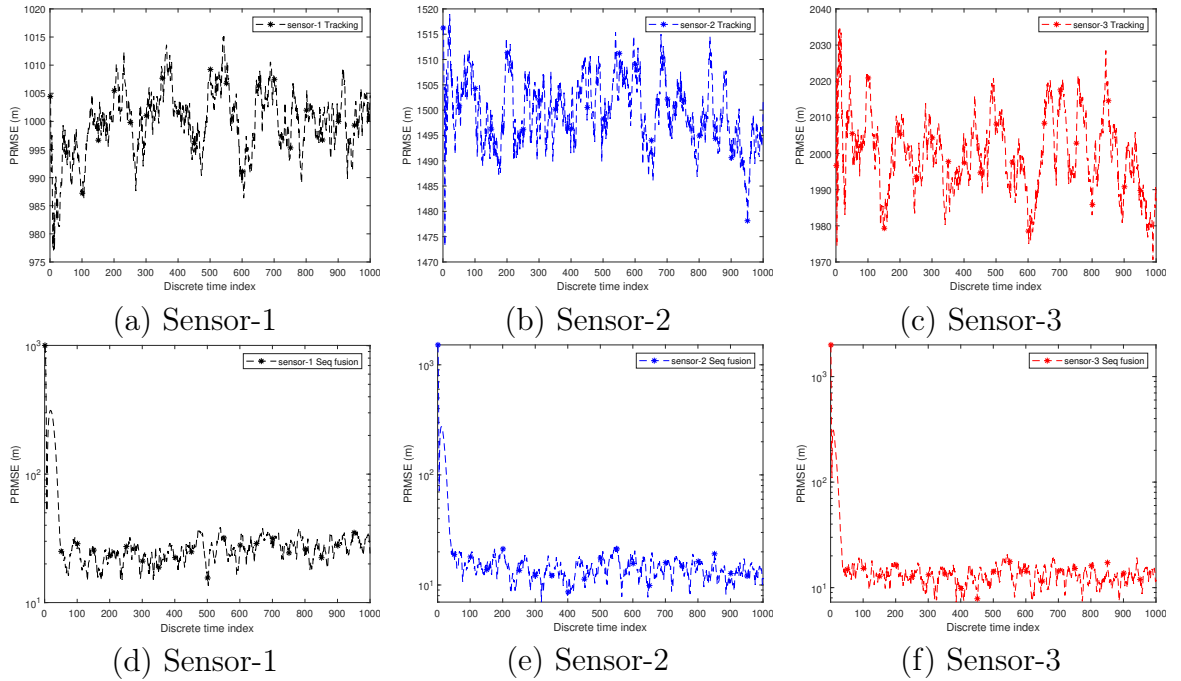 1020
1015
1010
1005
1000
995
990
985
980
975
PRMSE (m)
sensor-1 Tracking
0 100 200 300 400 500 600 700 800 900 1000
Discrete time index
(a) Sensor-1
1520
1515
1510
1505
1500
1495
1490
1485
1480
1475
1470
PRMSE (m)
sensor-2 Tracking
0 100 200 300 400 500 600 700 800 900 1000
Discrete time index
(b) Sensor-2
2040
2030
2020
2010
2000
1990
1980
1970
PRMSE (m)
sensor-3 Tracking
0 100 200 300 400 500 600 700 800 900 1000
Discrete time index
(c) Sensor-3
10³
10²
10¹
PRMSE (m)
sensor-1 Seq fusion
0 100 200 300 400 500 600 700 800 900 1000
Discrete time index
(d) Sensor-1
10³
10²
10¹
PRMSE (m)
sensor-2 Seq fusion
0 100 200 300 400 500 600 700 800 900 1000
Discrete time index
(e) Sensor-2
10³
10²
10¹
PRMSE (m)
sensor-3 Seq fusion
0 100 200 300 400 500 600 700 800 900 1000
Discrete time index
(f) Sensor-3